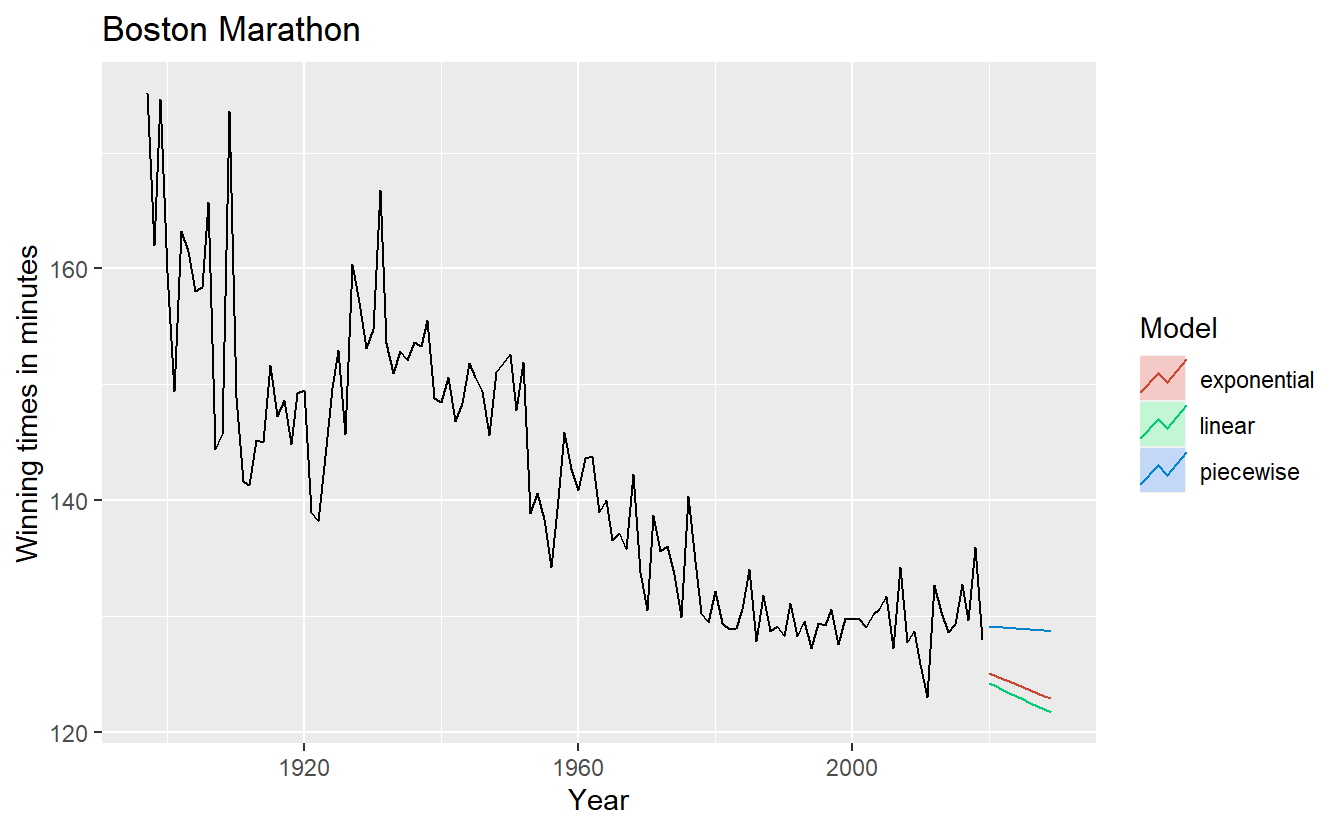 Boston Marathon
Winning times in minutes
160
140
120
1920
1960
2000
Year
Model
exponential
linear
piecewise